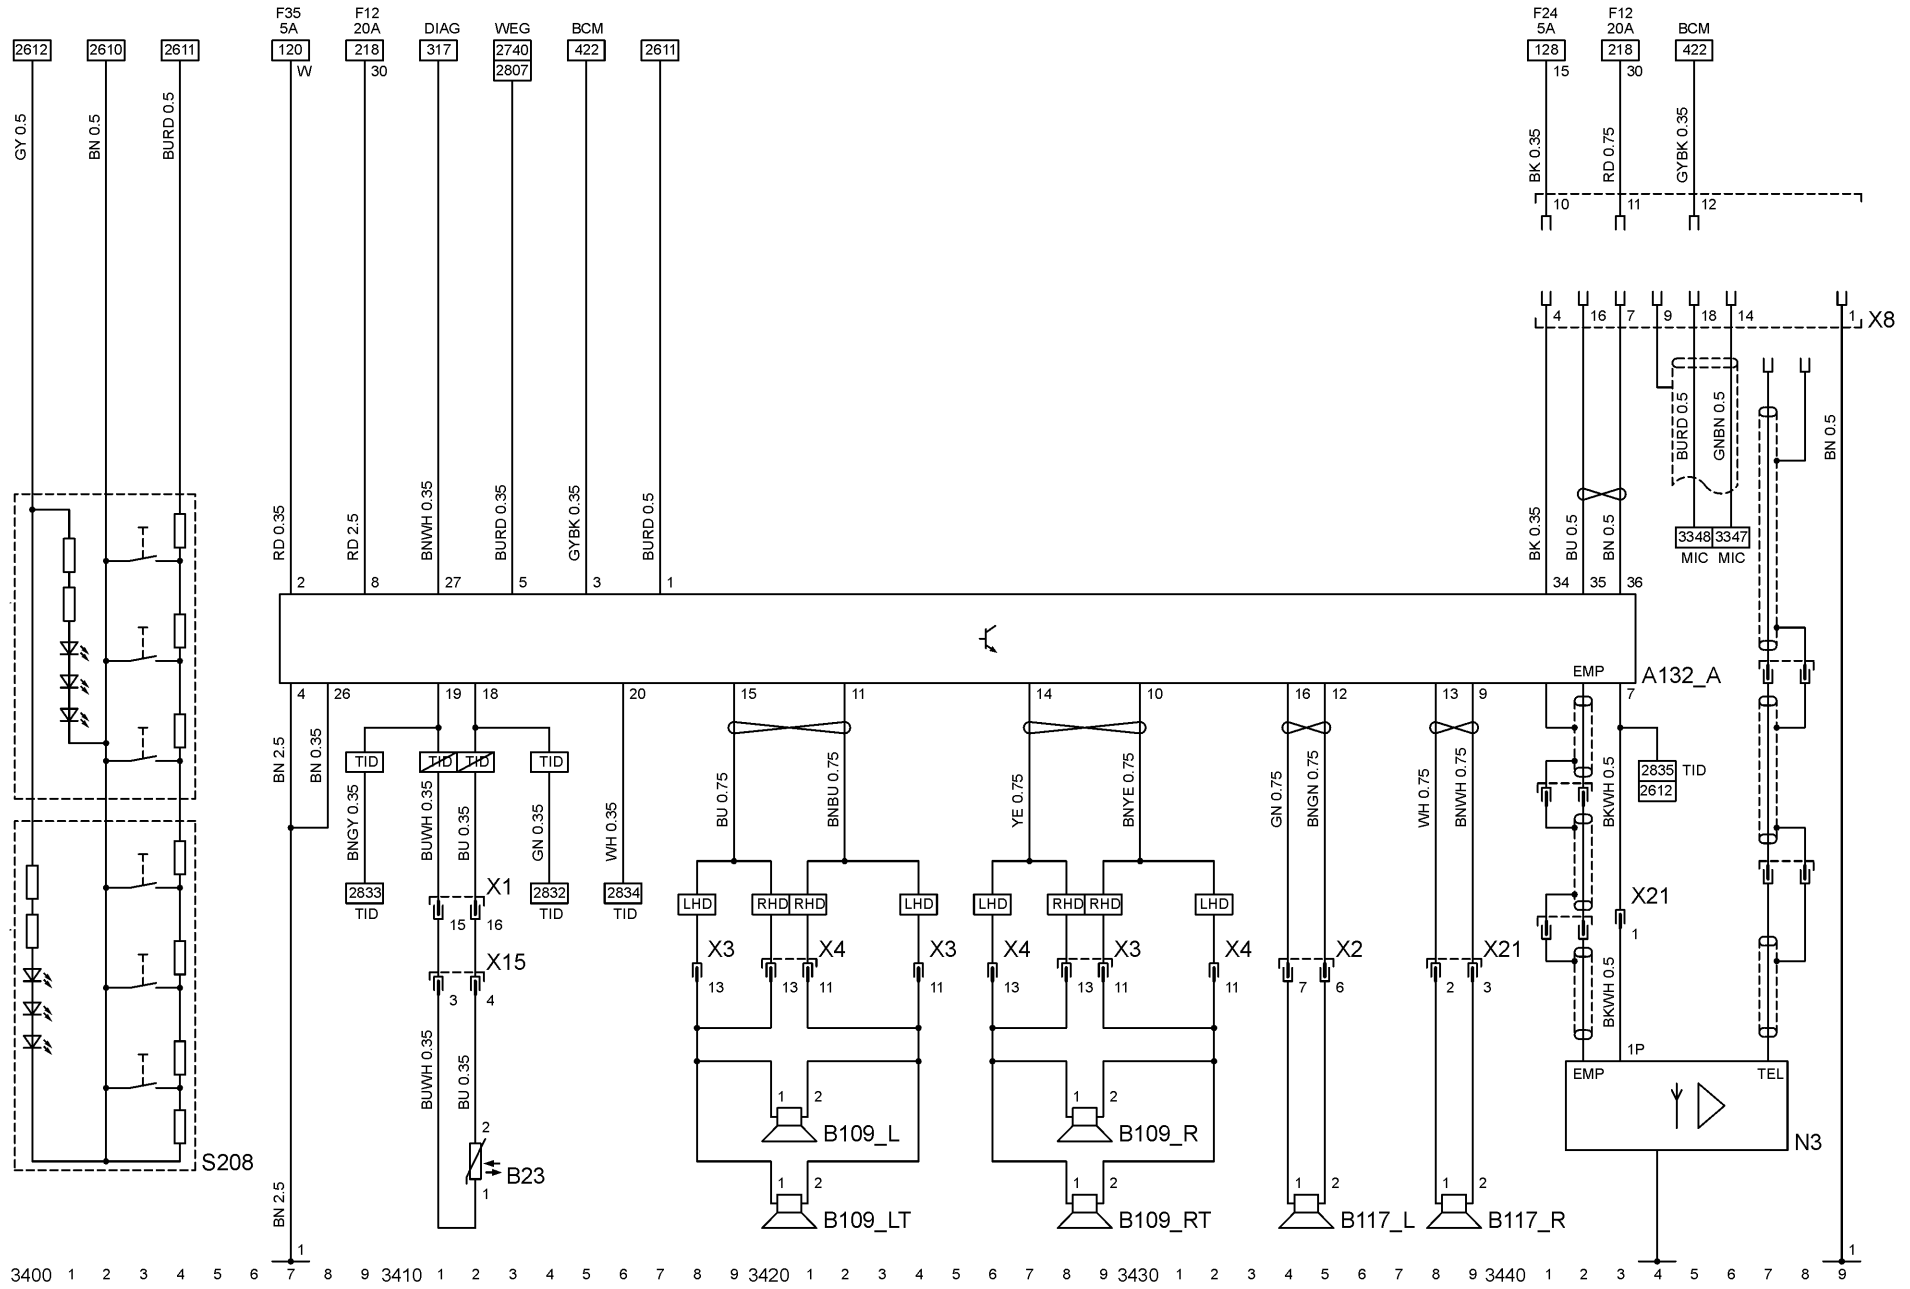 F35 F12 F24 F12
5A 20A DIAG WEG BCM 5A 20A BCM
2612 2610 2611 120 218 317 2740 422 2611 128 218 422
W 30 2807 15 30
GY 0.5 BN 0.5 BURD 0.5 BK 0.35 RD 0.75 GYBK 0.35
10 11 12
4 16 7 9 18 14 1 X8
BURD 0.5 GNBN 0.5 BN 0.5
RD 0.35 RD 2.5 BNWH 0.35 BURD 0.35 GYBK 0.35 BURD 0.5 BK 0.35 BU 0.5 BN 0.5
3348 3347
MIC MIC
2 8 27 5 3 1 34 35 36
EMP A132_A
4 26 19 18 20 15 11 14 10 16 12 13 9 7
BN 2.5 BN 0.35 TID TID TID TID 2835 TID
2612
BNGY 0.35 BUWH 0.35 BU 0.35 GN 0.35 WH 0.35 BU 0.75 BNBU 0.75 YE 0.75 BNYE 0.75 GN 0.75 BNGN 0.75 WH 0.75 BNWH 0.75 BKWH 0.5
2833 X1 2832 2834 X21
TID 15 16 TID TID 1
LHD RHD RHD LHD LHD RHD RHD LHD
X15 X3 X4 X3 X4 X3 X4 X2 X21
3 4 13 13 11 11 13 13 11 11 7 6 2 3
BUWH 0.35 BU 0.35 BKWH 0.5
1P
EMP TEL
1 2 1 2
2 B109_L B109_R N3
S208 B23
1 1 2 1 2 1 2 1 2
BN 2.5 B109_LT B109_RT B117_L B117_R
1 1
3400 1 2 3 4 5 6 7 8 9 3410 1 2 3 4 5 6 7 8 9 3420 1 2 3 4 5 6 7 8 9 3430 1 2 3 4 5 6 7 8 9 3440 1 2 3 4 5 6 7 8 9